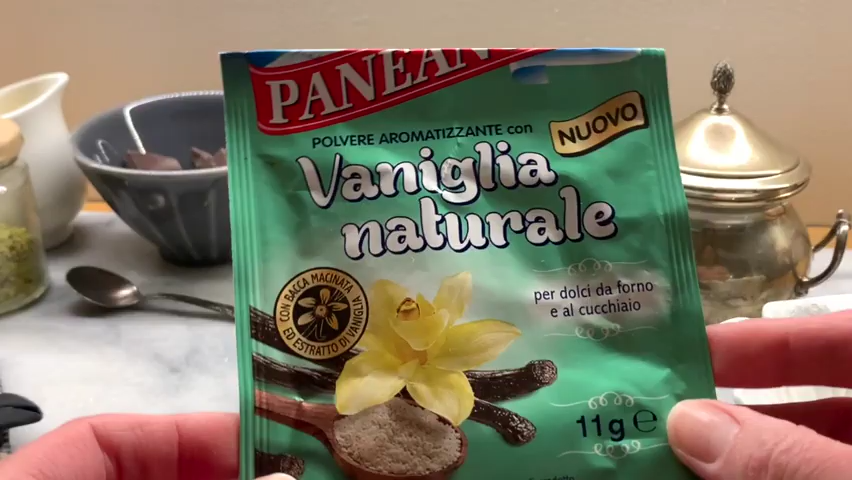 PANEAN
POLVERE AROMATIZZANTE con
NUOVO
Vaniglia
naturale
CON BACCA MACINATA
ED ESTRATTO DI VANIGLIA
per dolci da forno
e al cucchiaio
11g e